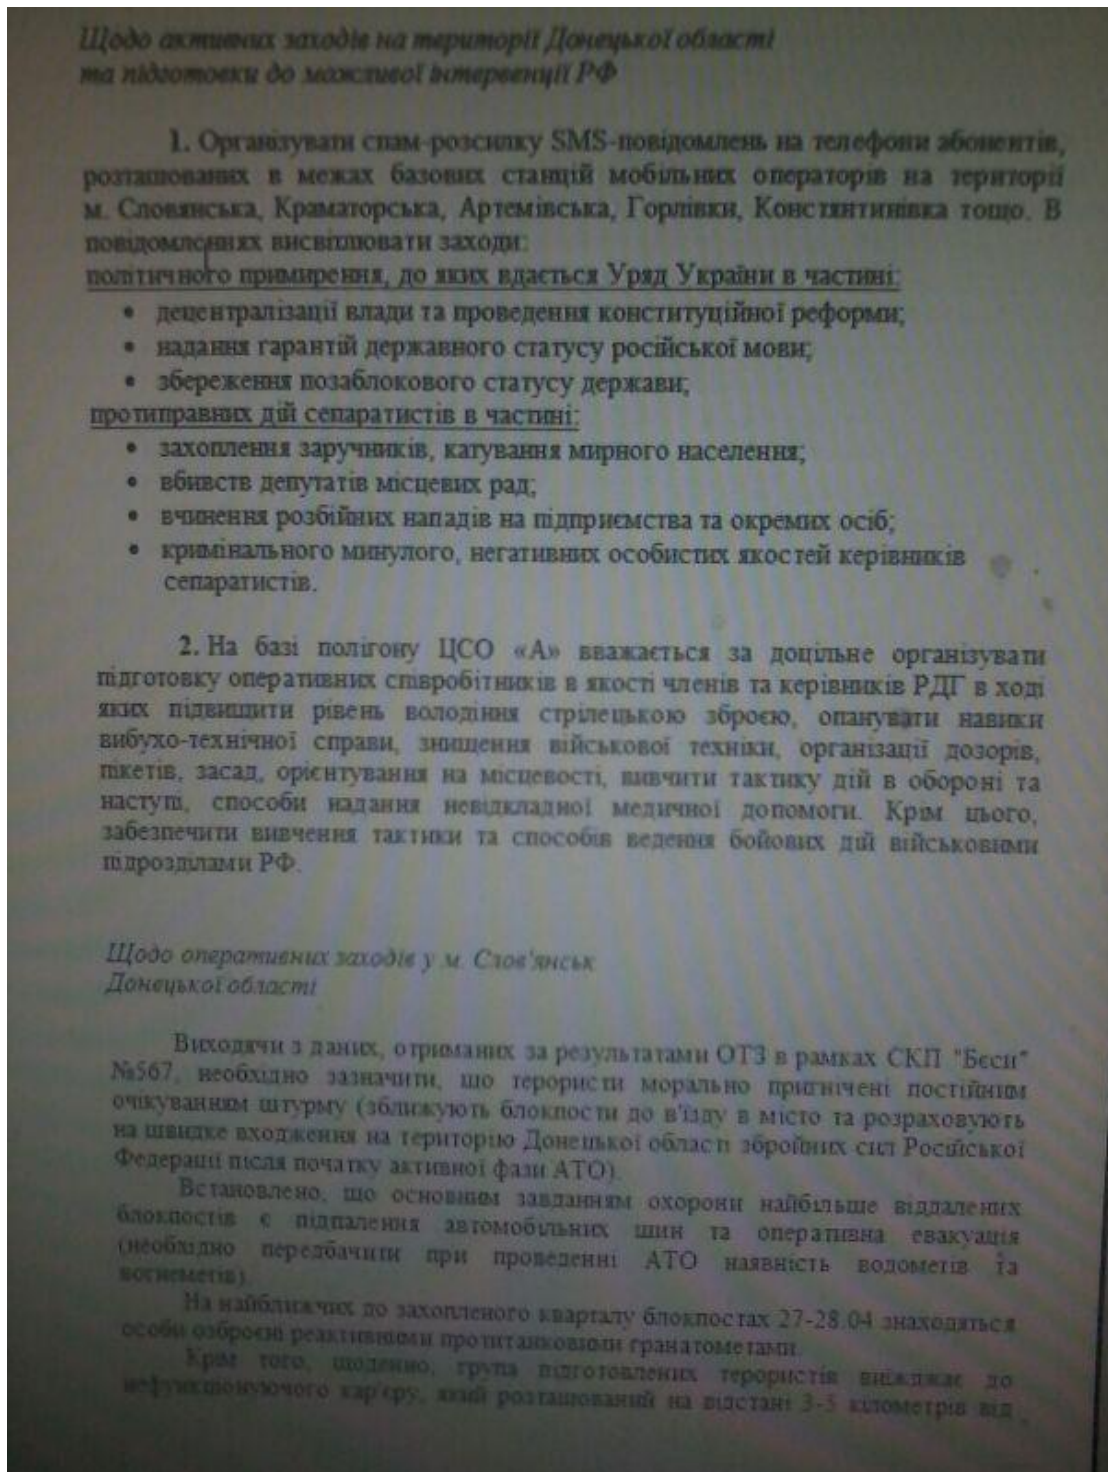 Щодо активних заходів на території Донецької області
та підготовки до можливої інтервенції РФ
1. Організувати спам-розсилку SMS-повідомлень на телефони абонентів,
розташованих в межах базових станцій мобільних операторів на території
м. Словянська, Краматорська, Артемівська, Горлівки, Константинівка тощо. В
повідомленнях висвітлювати заходи:
політичного примирення, до яких вдається Уряд України в частині:
• децентралізації влади та проведення конституційної реформи;
• надання гарантій державного статусу російської мови;
• збереження позаблокового статусу держави;
протиправних дій сепаратистів в частині:
• захоплення заручників, катування мирного населення;
• вбивств депутатів місцевих рад;
• вчинення розбійних нападів на підприємства та окремих осіб;
• кримінального минулого, негативних особистих якостей керівників
сепаратистів.
2. На базі полігону ЦСО «А» вважається за доцільне організувати
підготовку оперативних співробітників в якості членів та керівників РДГ в ході
яких підвищити рівень володіння стрілецькою зброєю, опанувати навики
вибухо-технічної справи, знищення військової техніки, організації дозорів,
пікетів, засад, орієнтування на місцевості, вивчити тактику дій в обороні та
наступі, способи надання невідкладної медичної допомоги. Крім цього,
забезпечити вивчення тактики та способів ведення бойових дій військовими
підрозділами РФ.
Щодо оперативних заходів у м. Слов'янськ
Донецької області
Виходячи з даних, отриманих за результатами ОТЗ в рамках СКП "Бєси"
№567, необхідно зазначити, що терористи морально пригнічені постійним
очікуванням штурму (зближують блокпости до в'їзду в місто та розраховують
на швидке входження на територію Донецької області збройних сил Російської
Федерації після початку активної фази АТО).
Встановлено, що основним завданням охорони найбільше віддалених
блокпостів є підпалення автомобільних шин та оперативна евакуація
(необхідно передбачити при проведенні АТО наявність водометів та
вогнеметів).
На найближчих до захопленого кварталу блокпостах 27-28.04 знаходяться
особи озброєні реактивними протитанковими гранатометами.
Крім того, щоденно, група підготовлених терористів виїжджає до
нефункціонуючого кар'єру, який розташований на відстані 3-5 кілометрів від